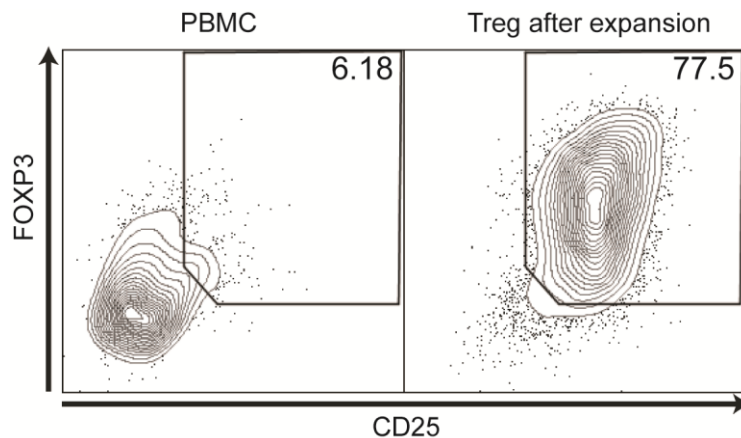 PBMC
Treg after expansion
6.18
77.5
FOXP3
CD25